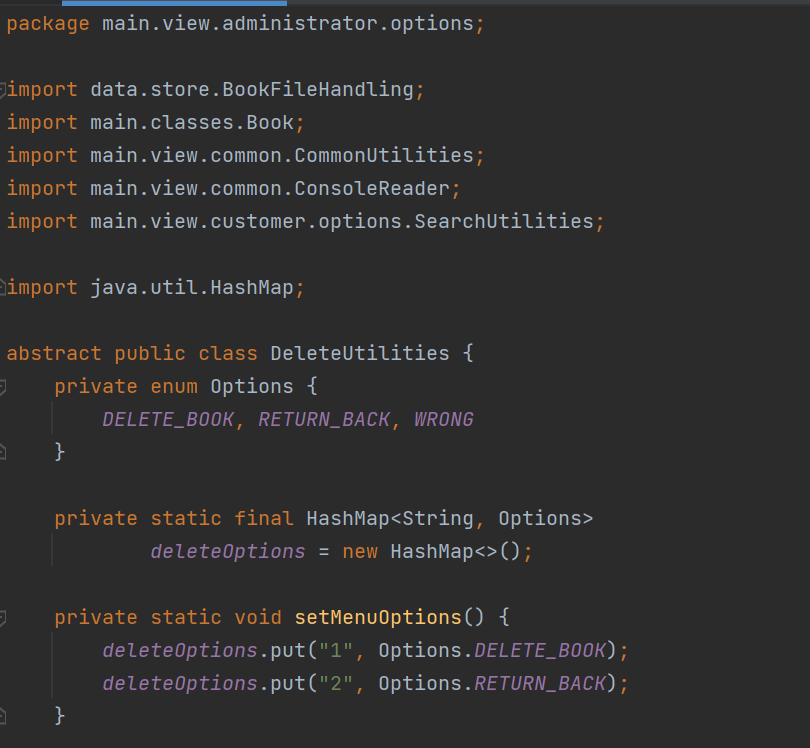 package main.view.administrator.options;
import data.store.BookFileHandling;
import main.classes.Book;
import main.view.common.CommonUtilities;
import main.view.common.ConsoleReader;
import main.view.customer.options.SearchUtilities;
import java.util.HashMap;
abstract public class DeleteUtilities {
    private enum Options {
        DELETE_BOOK, RETURN_BACK, WRONG
    }
    private static final HashMap<String, Options>
            deleteOptions = new HashMap<>();
    private static void setMenuOptions() {
        deleteOptions.put("1", Options.DELETE_BOOK);
        deleteOptions.put("2", Options.RETURN_BACK);
    }